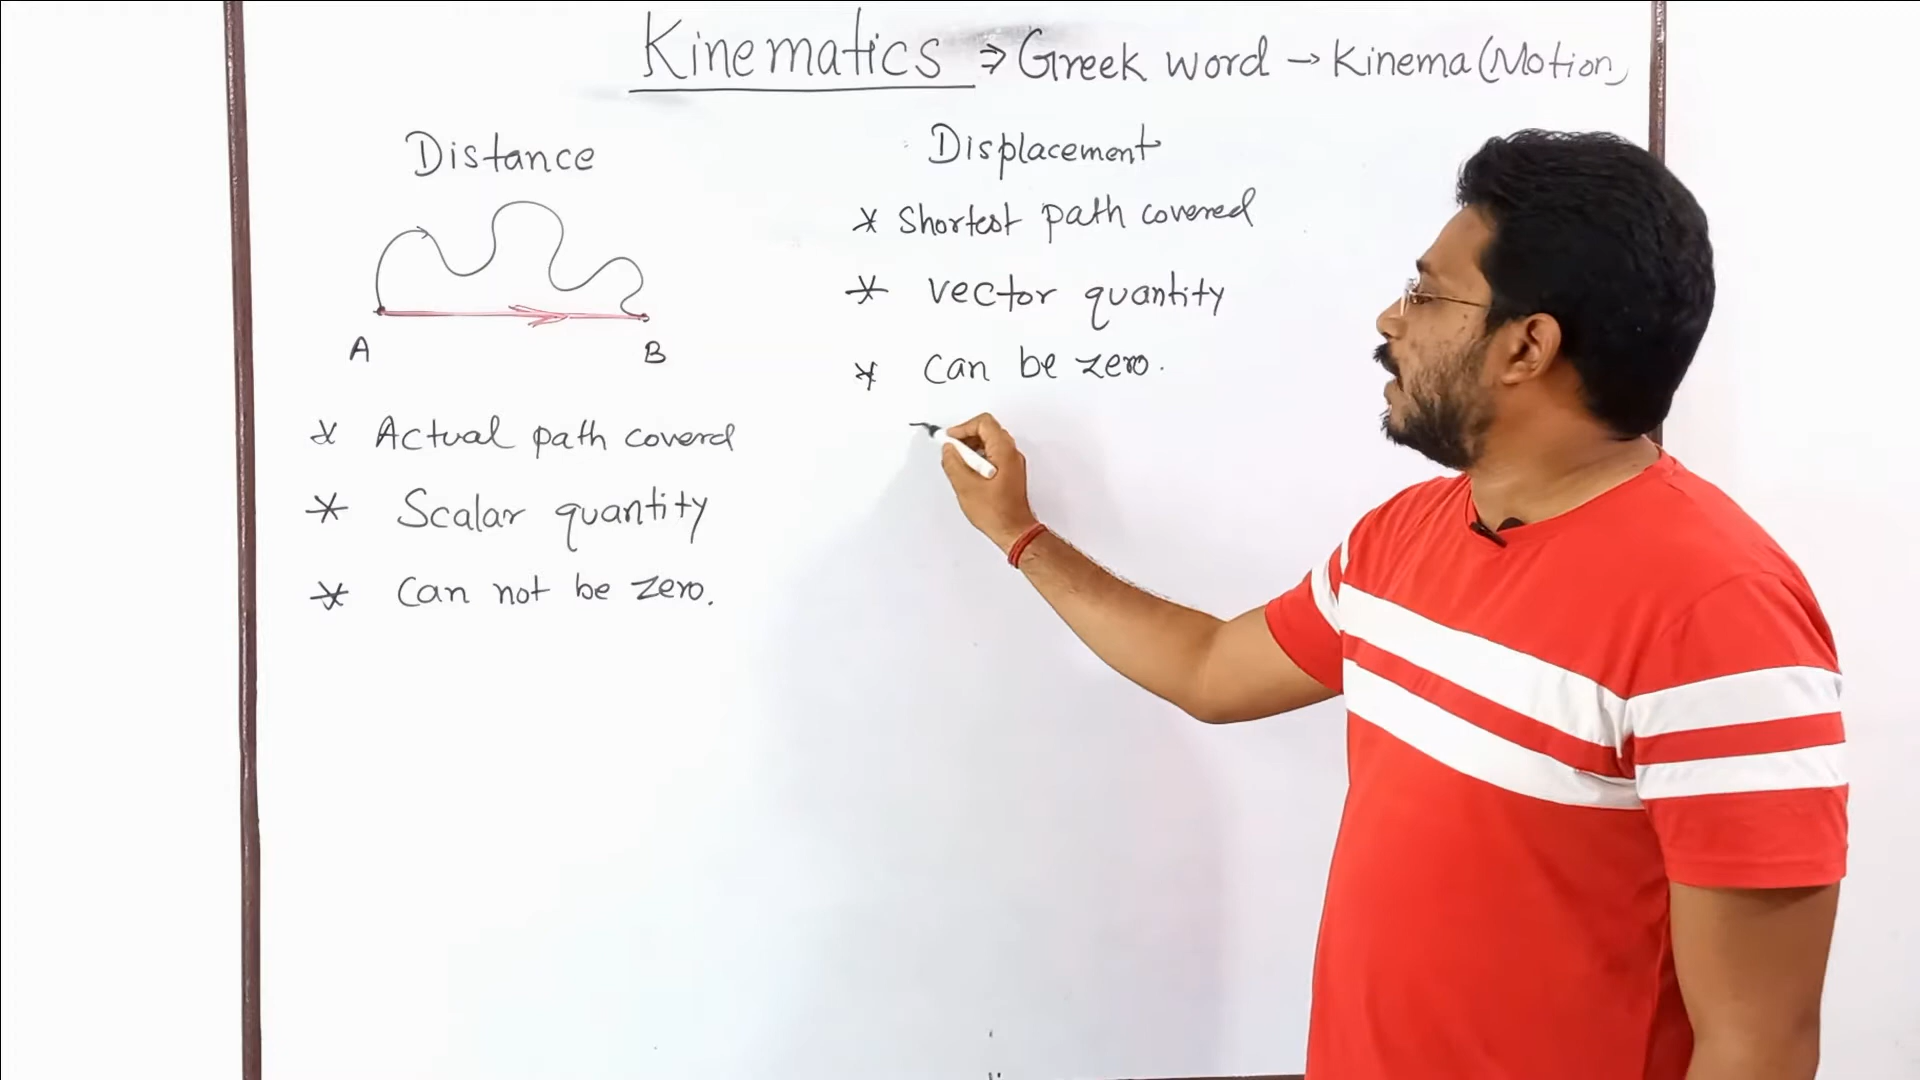 Kinematics ⇒ Greek word → Kinema (Motion)
Distance
A B
* Actual path coverd
* Scalar quantity
* Can not be zero.
Displacement
* Shortest path covered
* vector quantity
* Can be zero.